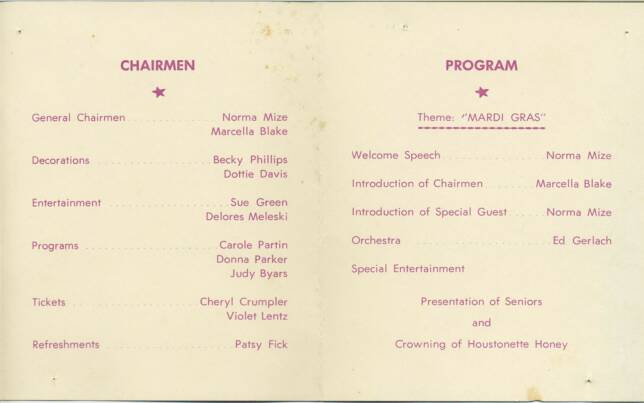 CHAIRMEN
General Chairmen . . . . . . . . . . . . Norma Mize
Marcella Blake
Decorations . . . . . . . . . . . . . . . . Becky Phillips
Dottie Davis
Entertainment . . . . . . . . . . . . . . . . . Sue Green
Delores Meleski
Programs . . . . . . . . . . . . . . . . . . Carole Partin
Donna Parker
Judy Byars
Tickets . . . . . . . . . . . . . . . . . . Cheryl Crumpler
Violet Lentz
Refreshments . . . . . . . . . . . . . . . . . Patsy Fick
PROGRAM
Theme: "MARDI GRAS"
Welcome Speech . . . . . . . . . . . . . . Norma Mize
Introduction of Chairmen . . . . . . . Marcella Blake
Introduction of Special Guest . . . . . Norma Mize
Orchestra . . . . . . . . . . . . . . . . . . Ed Gerlach
Special Entertainment
Presentation of Seniors
and
Crowning of Houstonette Honey